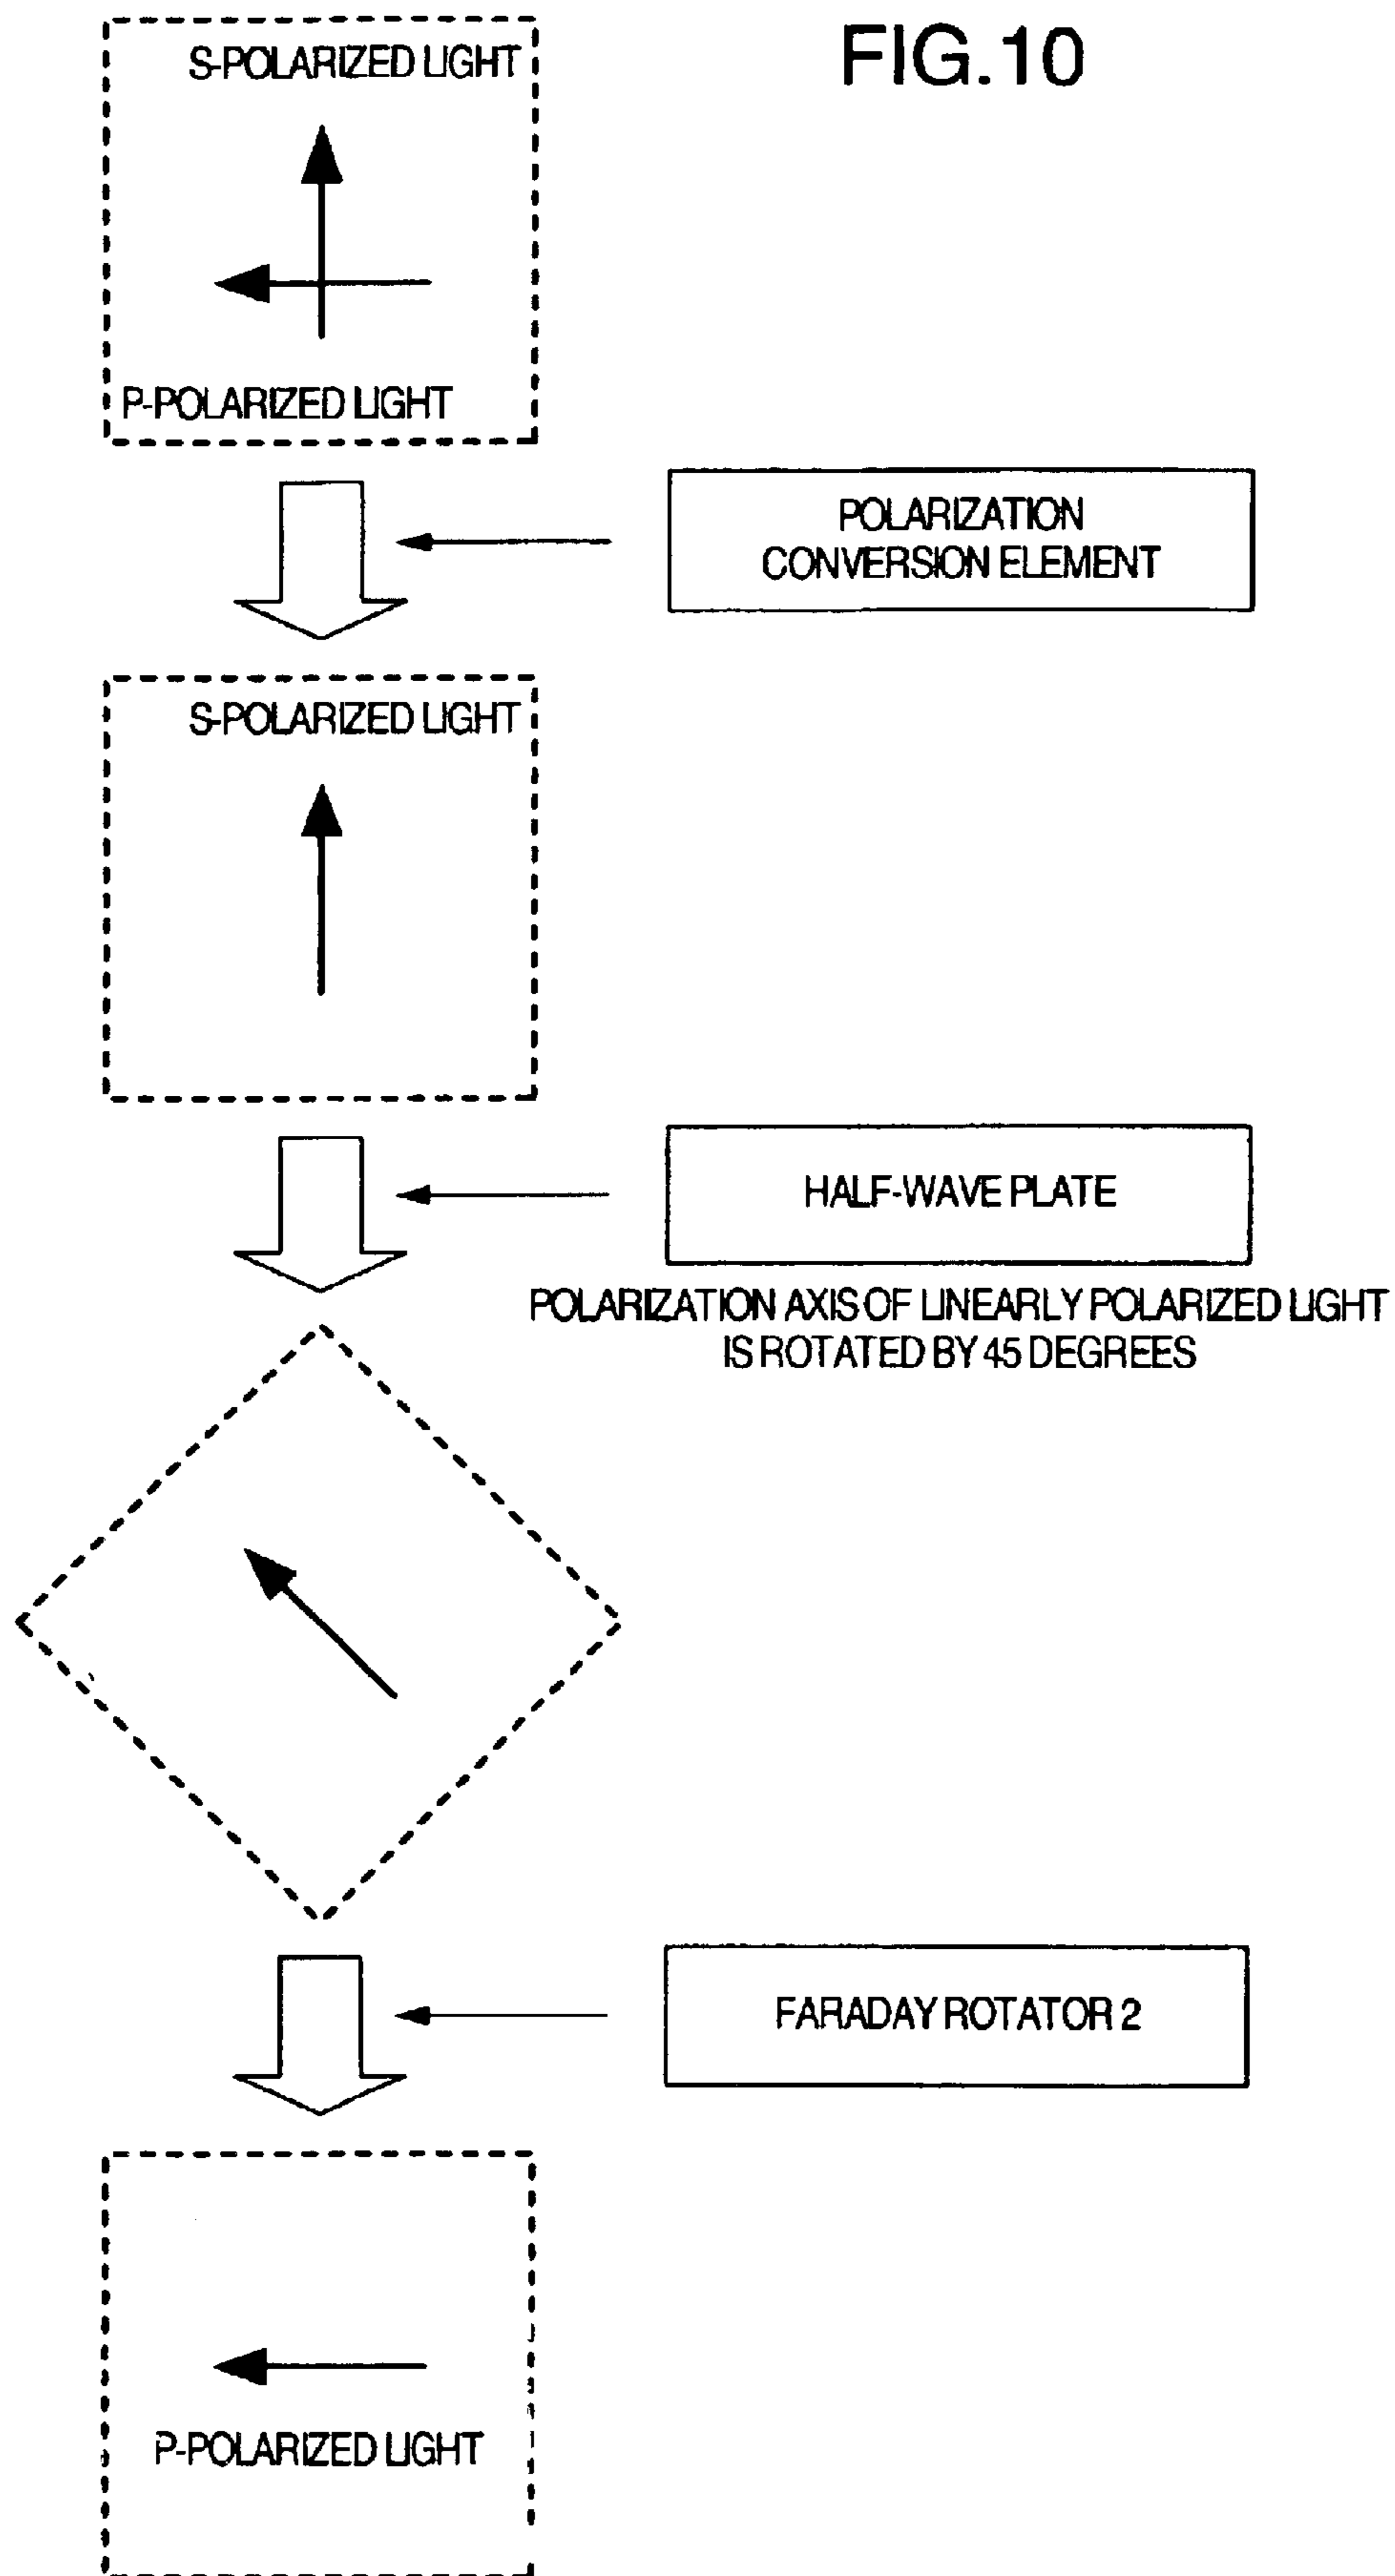 FIG.10
S-POLARIZED LIGHT
P-POLARIZED LIGHT
POLARIZATION
CONVERSION ELEMENT
S-POLARIZED LIGHT
HALF-WAVE PLATE
POLARIZATION AXIS OF LINEARLY POLARIZED LIGHT
IS ROTATED BY 45 DEGREES
FARADAY ROTATOR 2
P-POLARIZED LIGHT